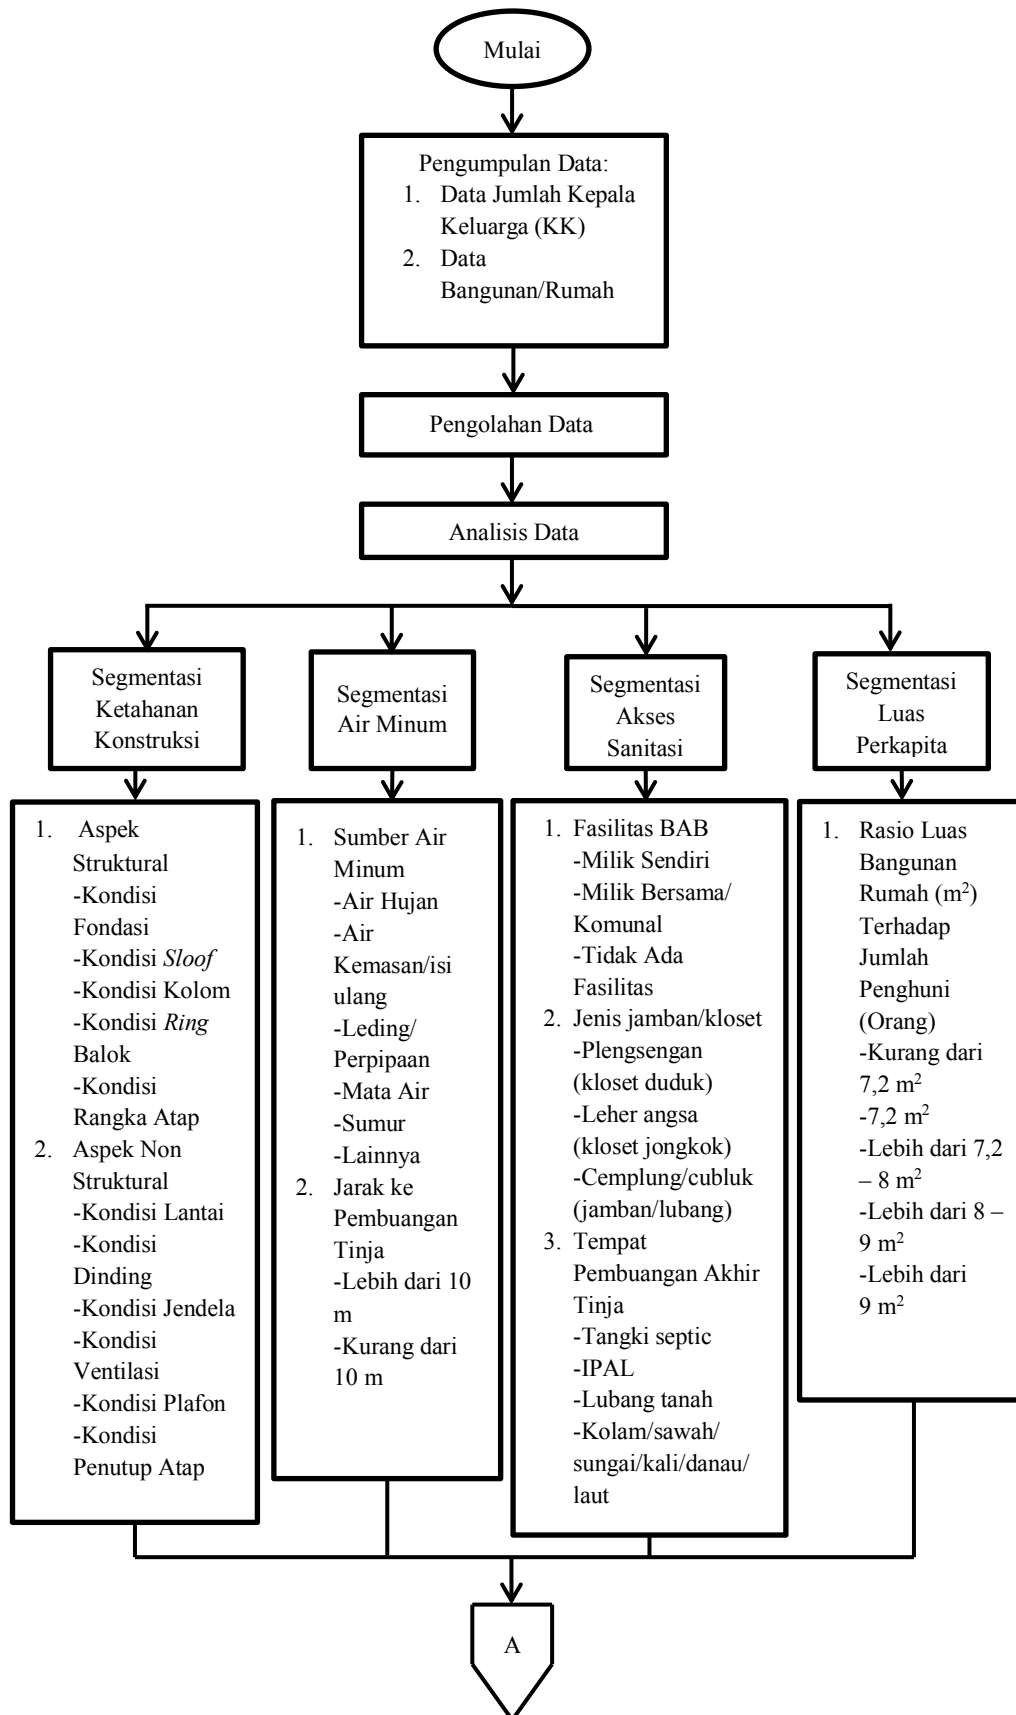 Mulai
Pengumpulan Data:
1. Data Jumlah Kepala
Keluarga (KK)
2. Data
Bangunan/Rumah
Pengolahan Data
Analisis Data
Segmentasi
Ketahanan
Konstruksi
Segmentasi
Air Minum
Segmentasi
Akses
Sanitasi
Segmentasi
Luas
Perkapita
1. Aspek
Struktural
-Kondisi
Fondasi
-Kondisi Sloof
-Kondisi Kolom
-Kondisi Ring
Balok
-Kondisi
Rangka Atap
2. Aspek Non
Struktural
-Kondisi Lantai
-Kondisi
Dinding
-Kondisi Jendela
-Kondisi
Ventilasi
-Kondisi Plafon
-Kondisi
Penutup Atap
1. Sumber Air
Minum
-Air Hujan
-Air
Kemasan/isi
ulang
-Leding/
Perpipaan
-Mata Air
-Sumur
-Lainnya
2. Jarak ke
Pembuangan
Tinja
-Lebih dari 10
m
-Kurang dari
10 m
1. Fasilitas BAB
-Milik Sendiri
-Milik Bersama/
Komunal
-Tidak Ada
Fasilitas
2. Jenis jamban/kloset
-Plengsengan
(kloset duduk)
-Leher angsa
(kloset jongkok)
-Cemplung/cubluk
(jamban/lubang)
3. Tempat
Pembuangan Akhir
Tinja
-Tangki septic
-IPAL
-Lubang tanah
-Kolam/sawah/
sungai/kali/danau/
laut
1. Rasio Luas
Bangunan
Rumah (m²)
Terhadap
Jumlah
Penghuni
(Orang)
-Kurang dari
7,2 m²
-7,2 m²
-Lebih dari 7,2
– 8 m²
-Lebih dari 8 –
9 m²
-Lebih dari
9 m²
A